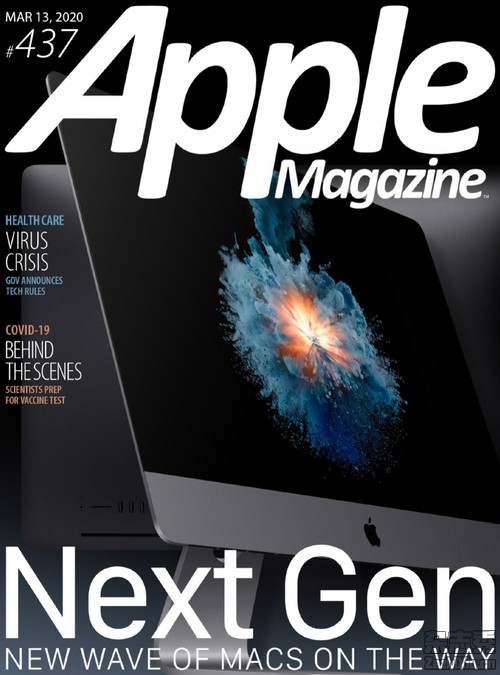 MAR 13, 2020
#437
Apple
Magazine
™
HEALTH CARE
VIRUS
CRISIS
GOV ANNOUNCES
TECH RULES
COVID-19
BEHIND
THE SCENES
SCIENTISTS PREP
FOR VACCINE TEST
Next Gen
NEW WAVE OF MACS ON THE WAY